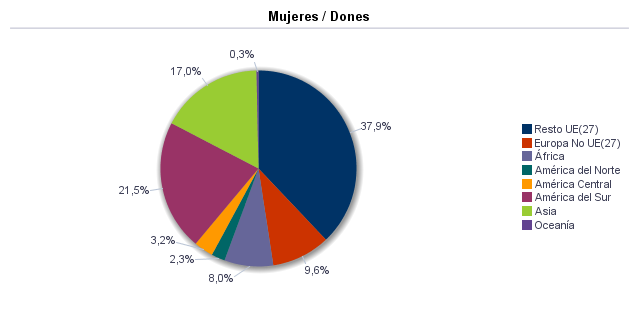 Mujeres / Dones
0,3%
17,0%
37,9%
21,5%
3,2%
2,3%
8,0%
9,6%
Resto UE(27)
Europa No UE(27)
África
América del Norte
América Central
América del Sur
Asia
Oceanía